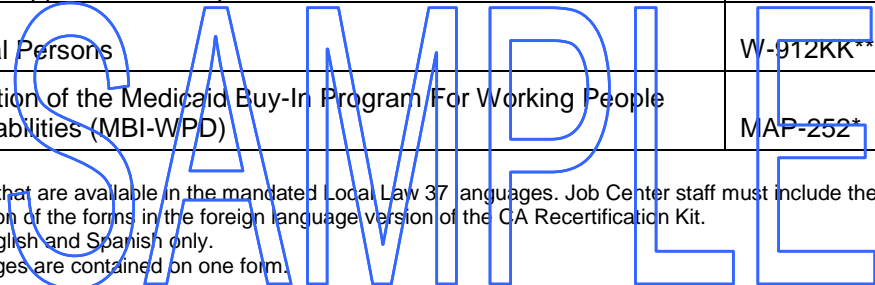 l Persons W-912KK**
tion of the Medicaid Buy-In Program For Working People
abilities (MBI-WPD) MAP-252*
that are available in the mandated Local Law 37 anguages. Job Center staff must include the
on of the forms in the foreign language version of the CA Recertification Kit.
glish and Spanish only.
ges are contained on one form.
SAMPLE